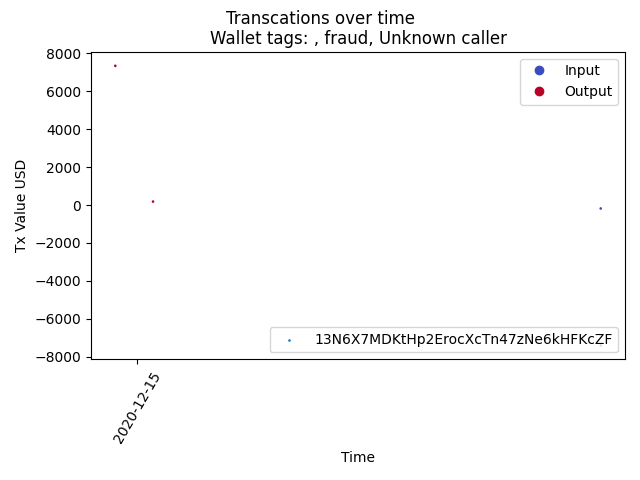 Transcations over time
Wallet tags: , fraud, Unknown caller
Input
Output
8000
6000
4000
2000
0
−2000
−4000
−6000
−8000
Tx Value USD
13N6X7MDKtHp2ErocXcTn47zNe6kHFKcZF
2020-12-15
Time